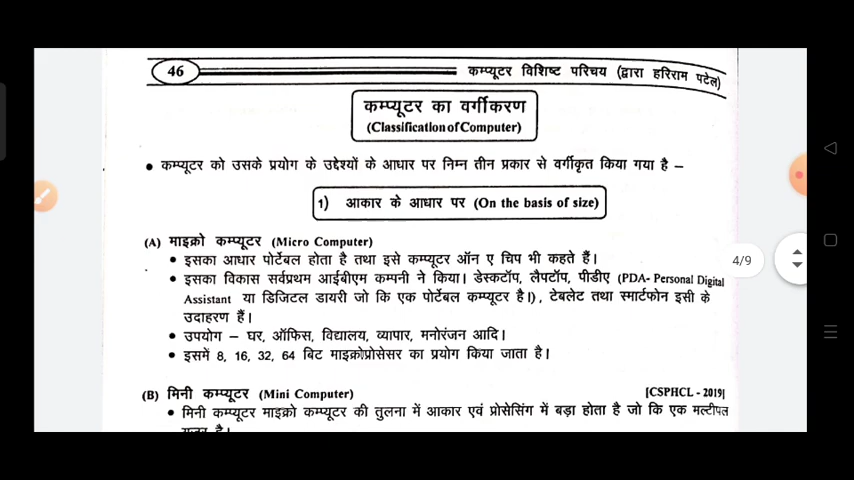 46
कम्प्यूटर विशिष्ट परिचय (द्वारा हरिराम पटेल)
कम्प्यूटर का वर्गीकरण
(Classification of Computer)
• कम्प्यूटर को उसके प्रयोग के उद्देश्यों के आधार पर निम्न तीन प्रकार से वर्गीकृत किया गया है –
1) आकार के आधार पर (On the basis of size)
(A) माइक्रो कम्प्यूटर (Micro Computer)
• इसका आधार पोर्टेबल होता है तथा इसे कम्प्यूटर ऑन ए चिप भी कहते हैं।
4/9
• इसका विकास सर्वप्रथम आईबीएम कम्पनी ने किया। डेस्कटॉप, लैपटॉप, पीडीए (PDA- Personal Digital
Assistant या डिजिटल डायरी जो कि एक पोर्टेबल कम्प्यूटर है।), टेबलेट तथा स्मार्टफोन इसी के
उदाहरण हैं।
• उपयोग – घर, ऑफिस, विद्यालय, व्यापार, मनोरंजन आदि।
• इसमें 8, 16, 32, 64 बिट माइक्रोप्रोसेसर का प्रयोग किया जाता है।
(B) मिनी कम्प्यूटर (Mini Computer) [CSPHCL - 2019]
• मिनी कम्प्यूटर माइक्रो कम्प्यूटर की तुलना में आकार एवं प्रोसेसिंग में बड़ा होता है जो कि एक मल्टीपल